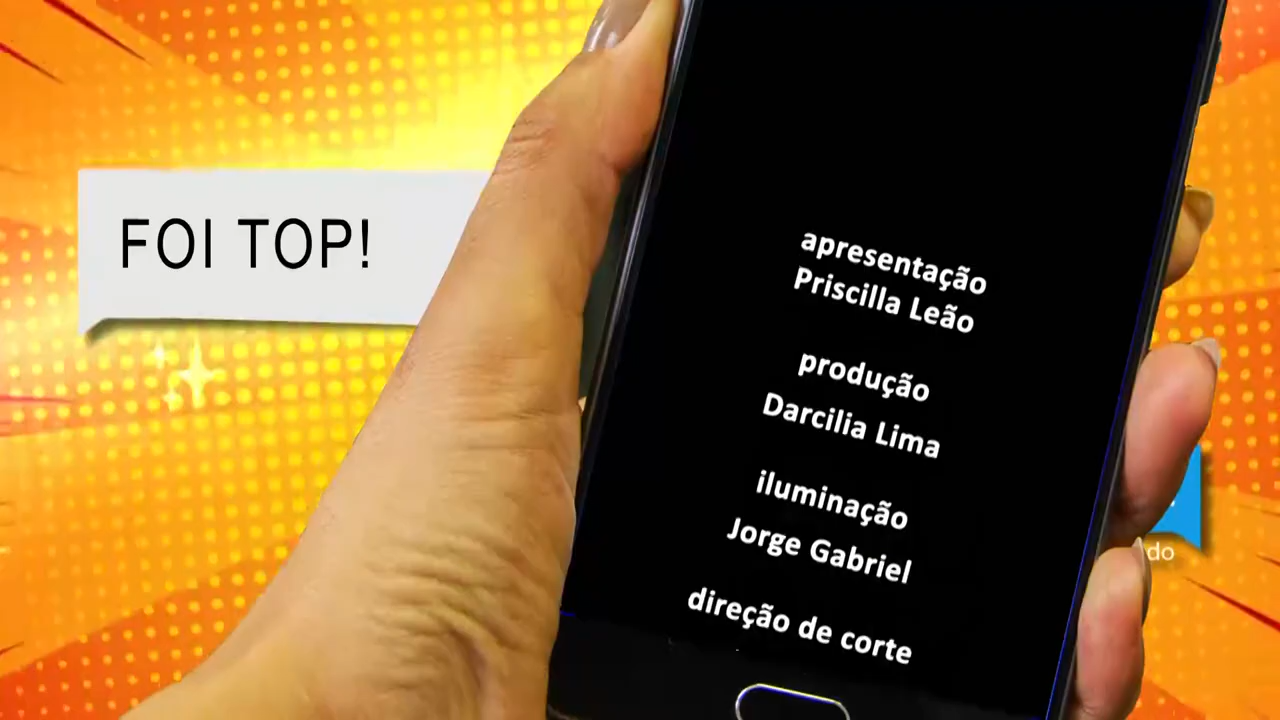 FOI TOP!
apresentação
Priscilla Leão
produção
Darcilia Lima
iluminação
Jorge Gabriel
direção de corte